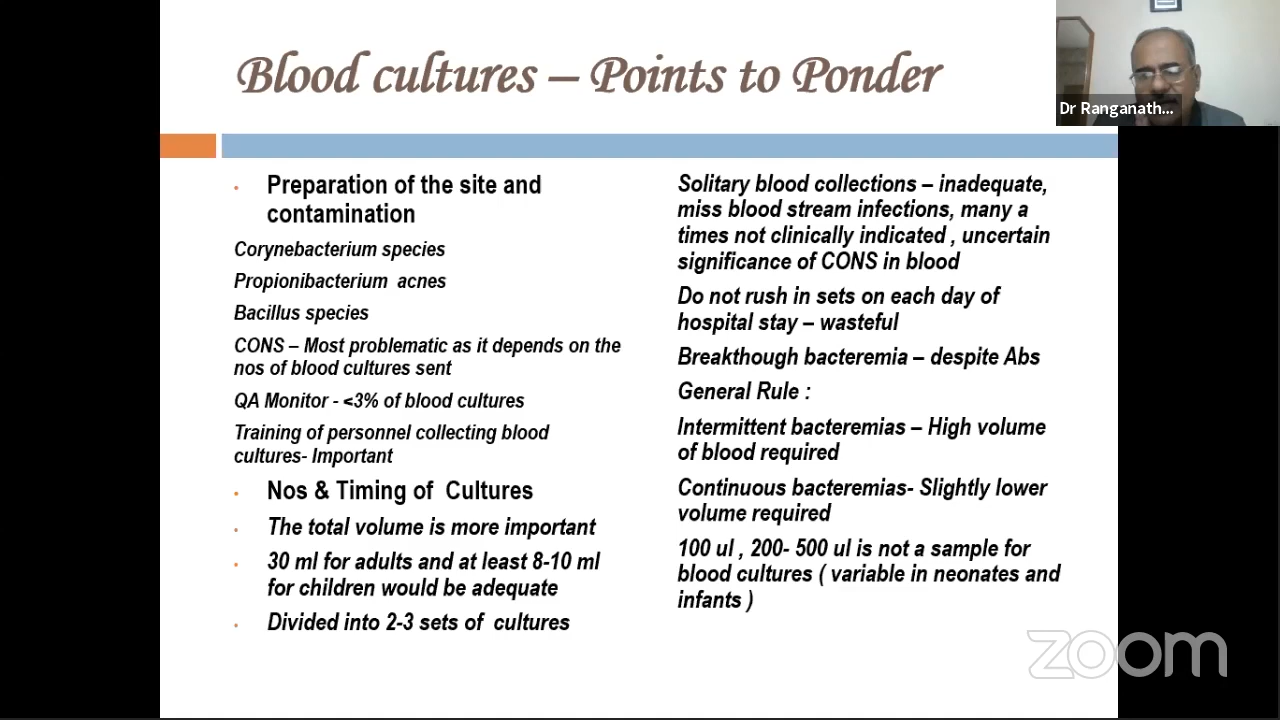 Blood cultures – Points to Ponder
Dr Ranganath...
Preparation of the site and
contamination
Corynebacterium species
Propionibacterium acnes
Bacillus species
CONS – Most problematic as it depends on the
nos of blood cultures sent
QA Monitor - <3% of blood cultures
Training of personnel collecting blood
cultures- Important
Nos & Timing of Cultures
The total volume is more important
30 ml for adults and at least 8-10 ml
for children would be adequate
Divided into 2-3 sets of cultures
Solitary blood collections – inadequate,
miss blood stream infections, many a
times not clinically indicated , uncertain
significance of CONS in blood
Do not rush in sets on each day of
hospital stay – wasteful
Breakthough bacteremia – despite Abs
General Rule :
Intermittent bacteremias – High volume
of blood required
Continuous bacteremias- Slightly lower
volume required
100 ul , 200- 500 ul is not a sample for
blood cultures ( variable in neonates and
infants )
zoom